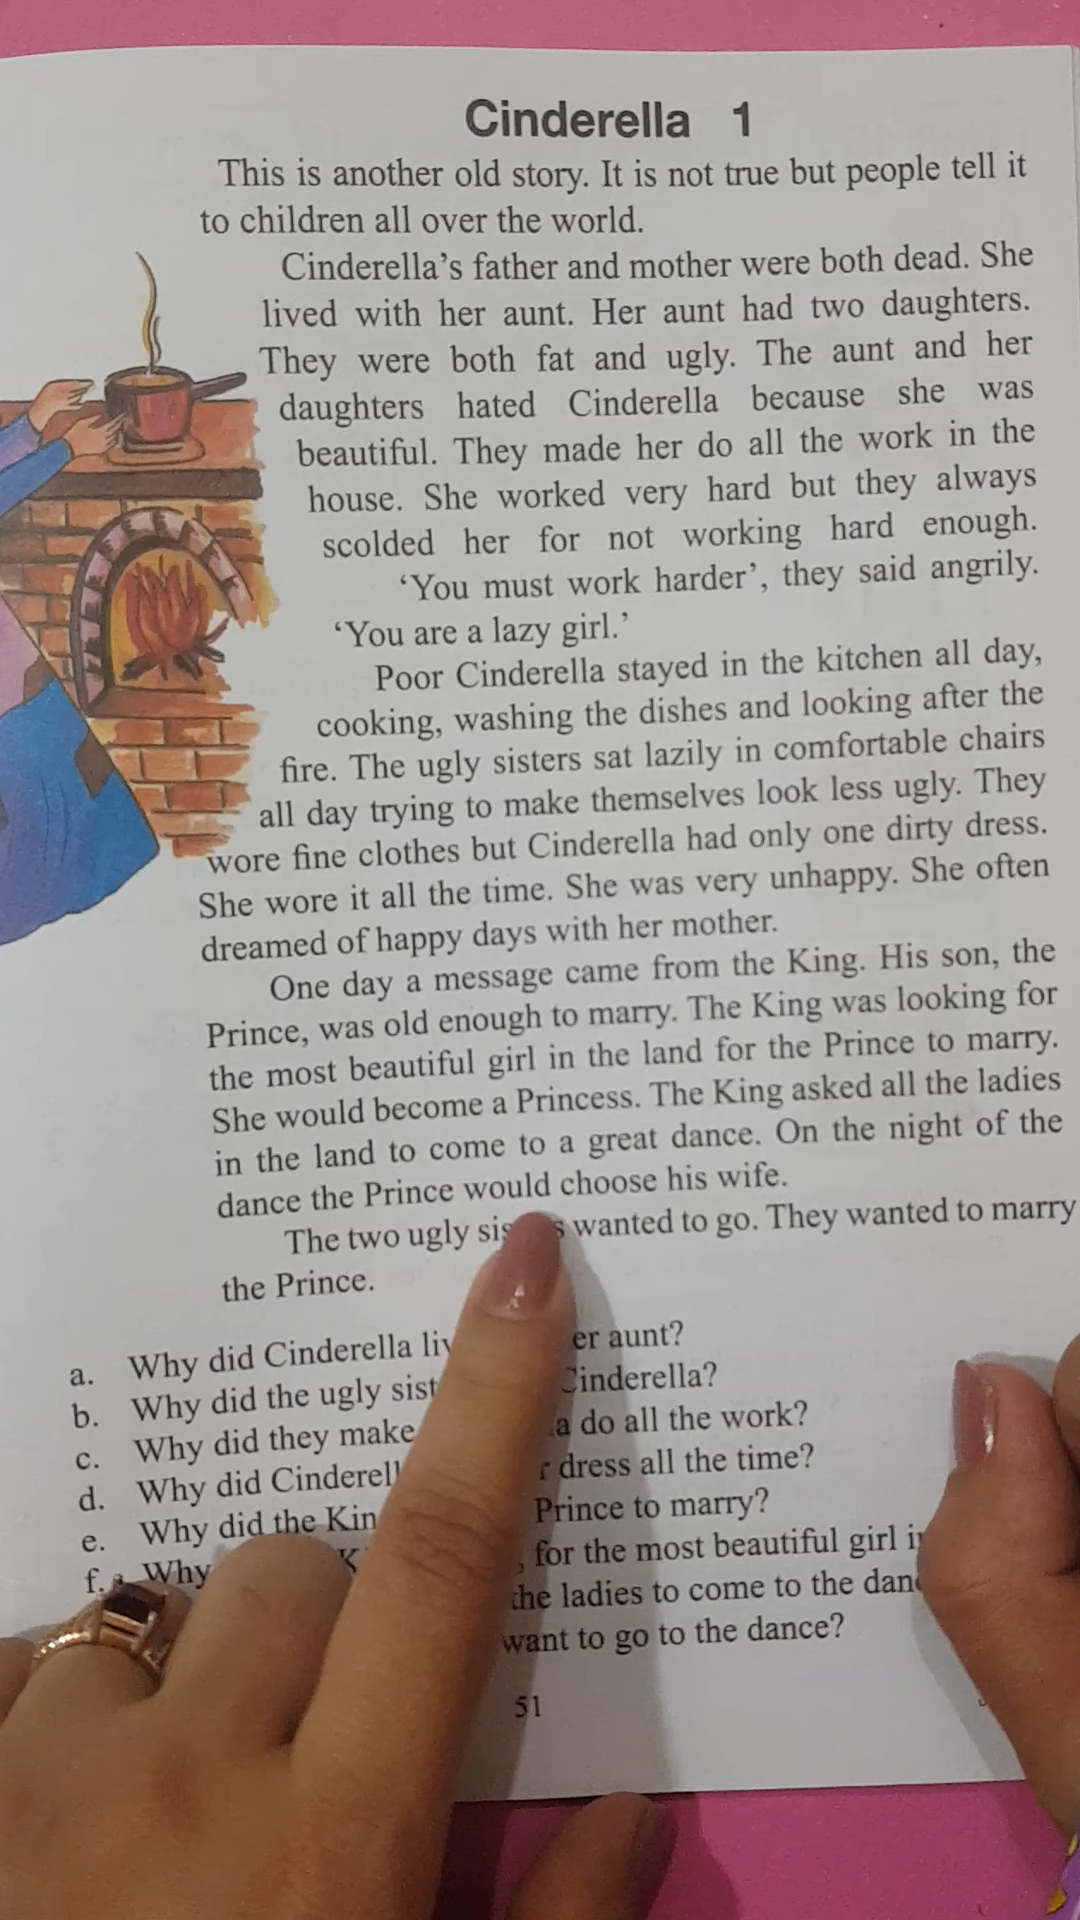 Cinderella 1
This is another old story. It is not true but people tell it
to children all over the world.
Cinderella's father and mother were both dead. She
lived with her aunt. Her aunt had two daughters.
They were both fat and ugly. The aunt and her
daughters hated Cinderella because she was
beautiful. They made her do all the work in the
house. She worked very hard but they always
scolded her for not working hard enough.
‘You must work harder’, they said angrily.
‘You are a lazy girl.’
Poor Cinderella stayed in the kitchen all day,
cooking, washing the dishes and looking after the
fire. The ugly sisters sat lazily in comfortable chairs
all day trying to make themselves look less ugly. They
wore fine clothes but Cinderella had only one dirty dress.
She wore it all the time. She was very unhappy. She often
dreamed of happy days with her mother.
One day a message came from the King. His son, the
Prince, was old enough to marry. The King was looking for
the most beautiful girl in the land for the Prince to marry.
She would become a Princess. The King asked all the ladies
in the land to come to a great dance. On the night of the
dance the Prince would choose his wife.
The two ugly wanted to go. They wanted to marry
the Prince.
a. Why did Cinderella aunt?
b. Why did the ugly Cinderella?
c. Why did they make do all the work?
d. Why did dress all the time?
e. Why did the Prince to marry?
f. Why for the most beautiful girl
the ladies to come to the
want to go to the dance?
51